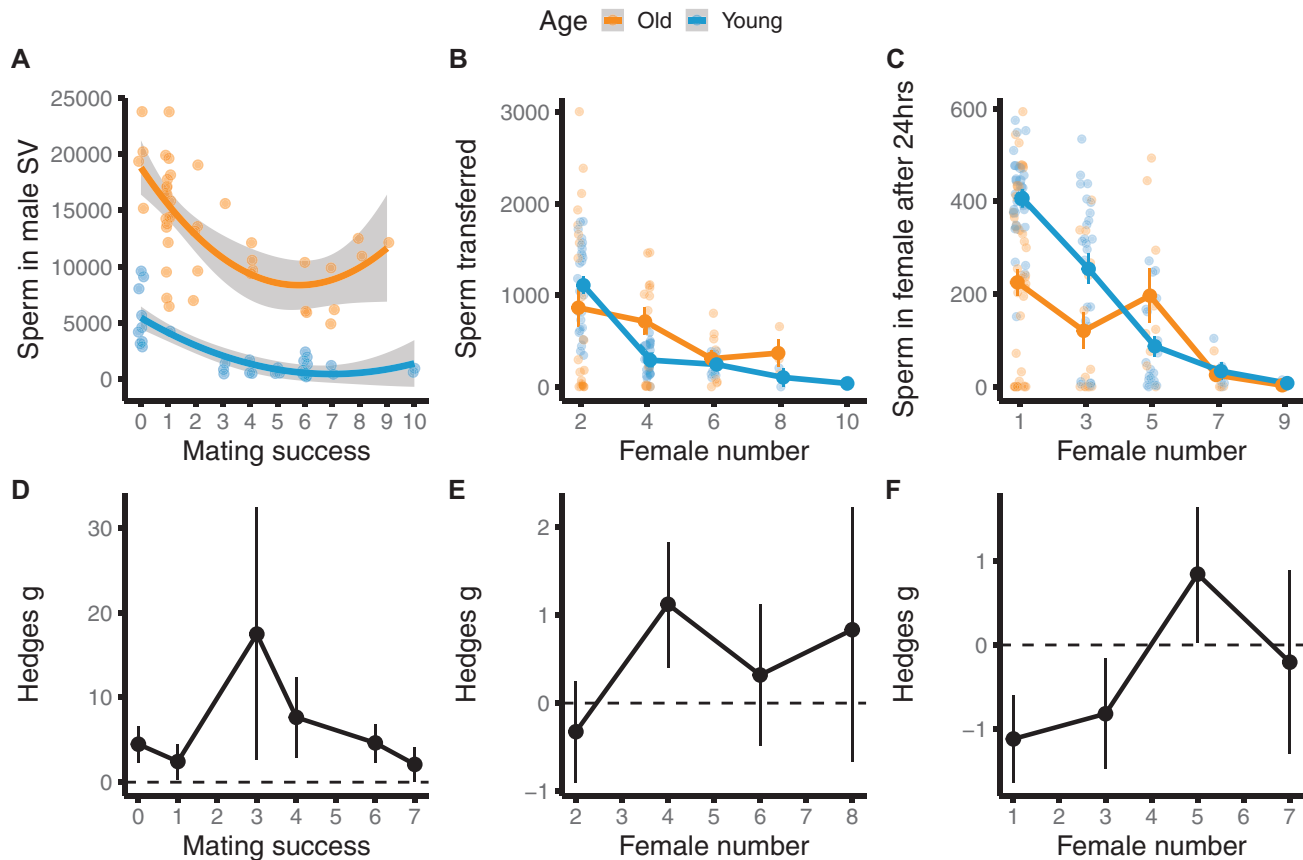 Age Old Young
A
B
C
Sperm in male SV
25000
20000
15000
10000
5000
0
0 1 2 3 4 5 6 7 8 9 10
Mating success
Sperm transferred
3000
2000
1000
0
2 4 6 8 10
Female number
Sperm in female after 24hrs
600
400
200
0
1 3 5 7 9
Female number
D
E
F
Hedges g
30
20
10
0
0 1 2 3 4 5 6 7
Mating success
Hedges g
2
1
0
−1
2 3 4 5 6 7 8
Female number
Hedges g
1
0
−1
1 2 3 4 5 6 7
Female number